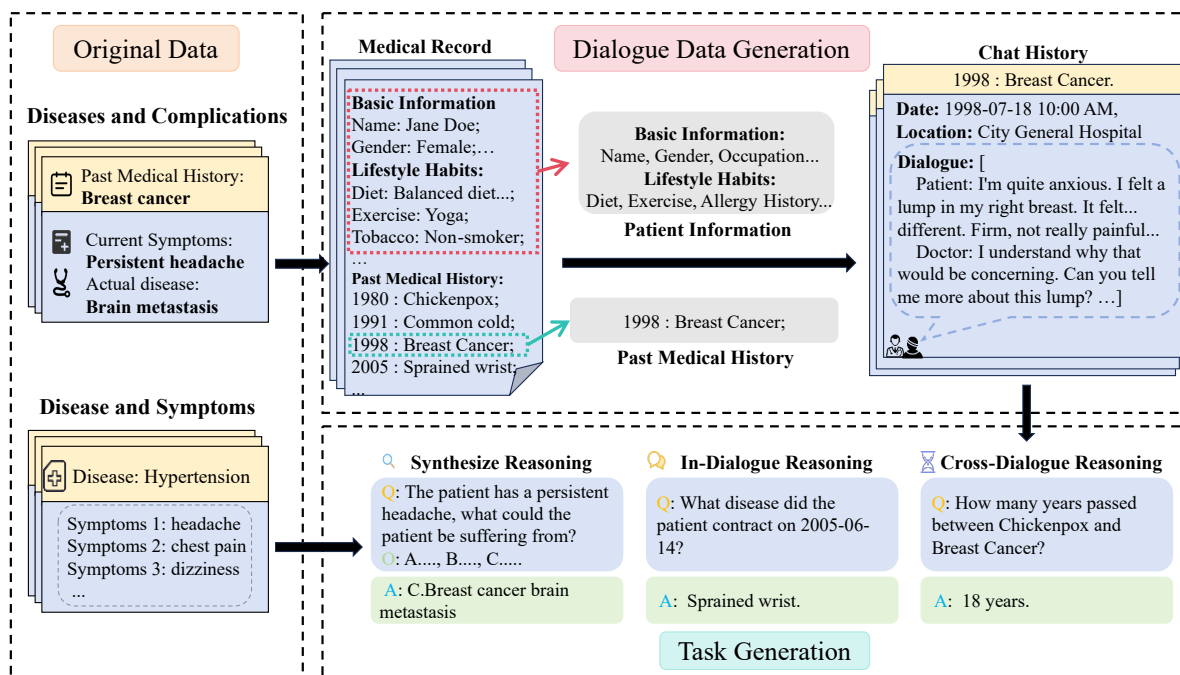 Original Data
Diseases and Complications
Past Medical History:
Breast cancer
Current Symptoms:
Persistent headache
Actual disease:
Brain metastasis
Disease and Symptoms
Disease: Hypertension
Symptoms 1: headache
Symptoms 2: chest pain
Symptoms 3: dizziness
...
Dialogue Data Generation
Medical Record
Basic Information
Name: Jane Doe;
Gender: Female;…
Lifestyle Habits:
Diet: Balanced diet...;
Exercise: Yoga;
Tobacco: Non-smoker;
...
Past Medical History:
1980 : Chickenpox;
1991 : Common cold;
1998 : Breast Cancer;
2005 : Sprained wrist;
...
Basic Information:
Name, Gender, Occupation...
Lifestyle Habits:
Diet, Exercise, Allergy History...
Patient Information
1998 : Breast Cancer;
Past Medical History
Chat History
1998 : Breast Cancer.
Date: 1998-07-18 10:00 AM,
Location: City General Hospital
Dialogue: [
Patient: I'm quite anxious. I felt a
lump in my right breast. It felt...
different. Firm, not really painful...
Doctor: I understand why that
would be concerning. Can you tell
me more about this lump? …]
Synthesize Reasoning
Q: The patient has a persistent
headache, what could the
patient be suffering from?
O: A...., B...., C.....
A: C.Breast cancer brain
metastasis
In-Dialogue Reasoning
Q: What disease did the
patient contract on 2005-06-
14?
A: Sprained wrist.
Cross-Dialogue Reasoning
Q: How many years passed
between Chickenpox and
Breast Cancer?
A: 18 years.
Task Generation